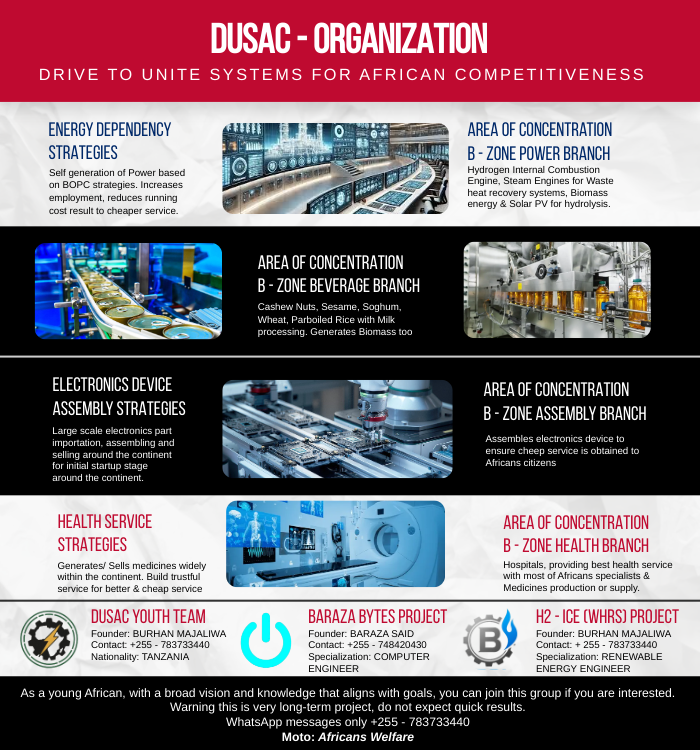 DUSAC - ORGANIZATION
DRIVE TO UNITE SYSTEMS FOR AFRICAN COMPETITIVENESS
ENERGY DEPENDENCY
STRATEGIES
Self generation of Power based
on BOPC strategies. Increases
employment, reduces running
cost result to cheaper service.
AREA OF CONCENTRATION
B - ZONE POWER BRANCH
Hydrogen Internal Combustion
Engine, Steam Engines for Waste
heat recovery systems, Biomass
energy & Solar PV for hydrolysis.
AREA OF CONCENTRATION
B - ZONE BEVERAGE BRANCH
Cashew Nuts, Sesame, Soghum,
Wheat, Parboiled Rice with Milk
processing. Generates Biomass too
ELECTRONICS DEVICE
ASSEMBLY STRATEGIES
Large scale electronics part
importation, assembling and
selling around the continent
for initial startup stage
around the continent.
AREA OF CONCENTRATION
B - ZONE ASSEMBLY BRANCH
Assembles electronics device to
ensure cheep service is obtained to
Africans citizens
HEALTH SERVICE
STRATEGIES
Generates/ Sells medicines widely
within the continent. Build trustful
service for better & cheap service
AREA OF CONCENTRATION
B - ZONE HEALTH BRANCH
Hospitals, providing best health service
with most of Africans specialists &
Medicines production or supply.
DUSAC YOUTH TEAM
Founder: BURHAN MAJALIWA
Contact: +255 - 783733440
Nationality: TANZANIA
BARAZA BYTES PROJECT
Founder: BARAZA SAID
Contact: +255 - 748420430
Specialization: COMPUTER
ENGINEER
B
H2 - ICE (WHRS) PROJECT
Founder: BURHAN MAJALIWA
Contact: + 255 - 783733440
Specialization: RENEWABLE
ENERGY ENGINEER
As a young African, with a broad vision and knowledge that aligns with goals, you can join this group if you are interested.
Warning this is very long-term project, do not expect quick results.
WhatsApp messages only +255 - 783733440
Moto: Africans Welfare